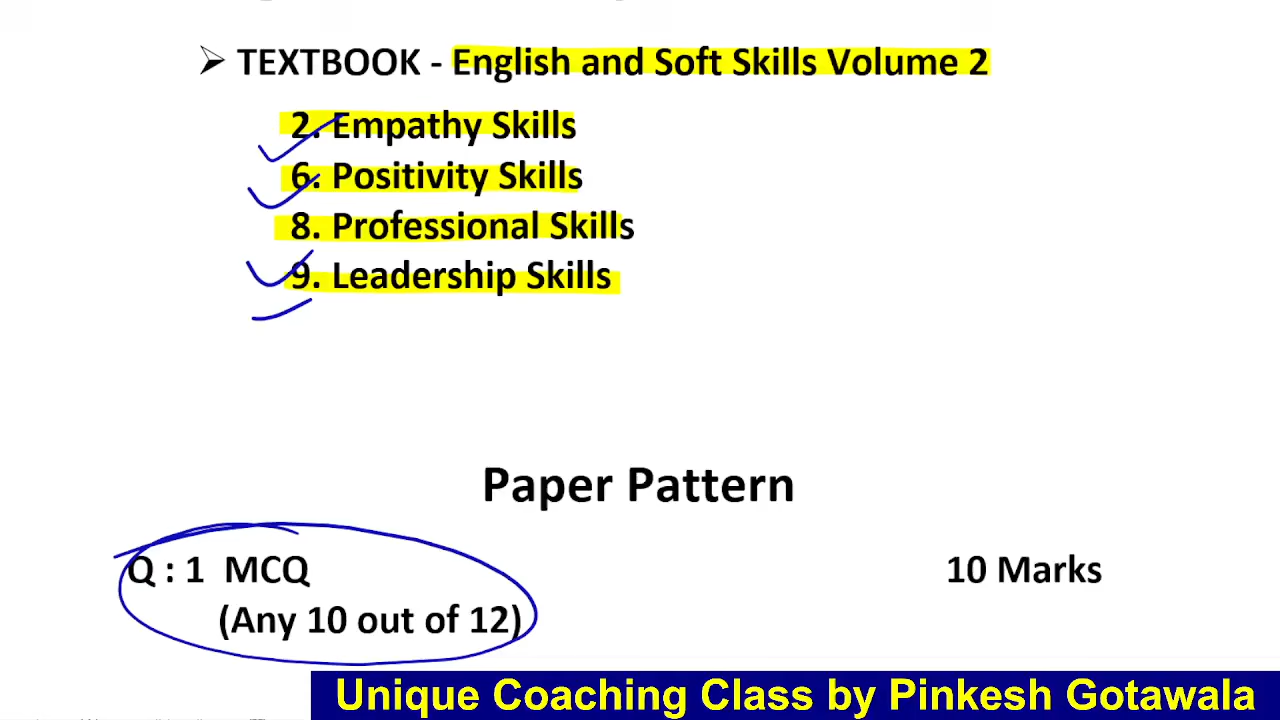 ➢ TEXTBOOK - English and Soft Skills Volume 2
2. Empathy Skills
6. Positivity Skills
8. Professional Skills
9. Leadership Skills
Paper Pattern
Q : 1 MCQ 10 Marks
(Any 10 out of 12)
Unique Coaching Class by Pinkesh Gotawala